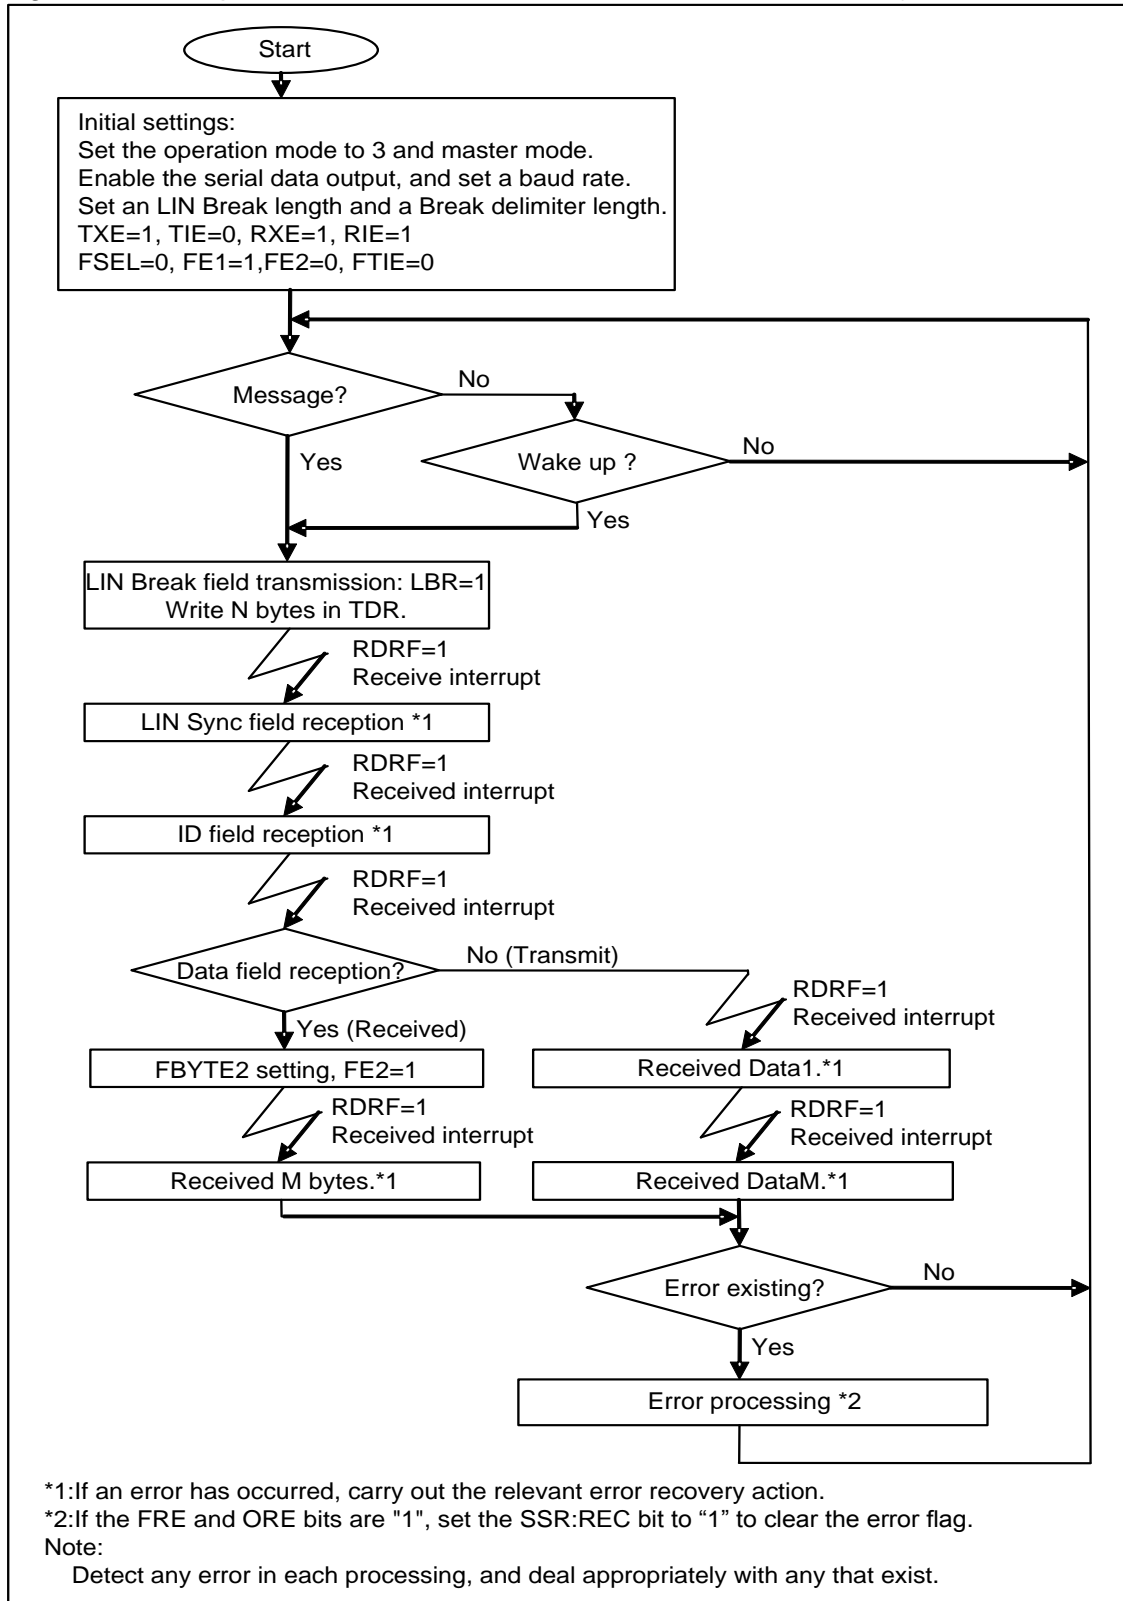 Start
Initial settings:
Set the operation mode to 3 and master mode.
Enable the serial data output, and set a baud rate.
Set an LIN Break length and a Break delimiter length.
TXE=1, TIE=0, RXE=1, RIE=1
FSEL=0, FE1=1,FE2=0, FTIE=0
Message?
No
Yes
Wake up ?
No
Yes
LIN Break field transmission: LBR=1
Write N bytes in TDR.
RDRF=1
Receive interrupt
LIN Sync field reception *1
RDRF=1
Received interrupt
ID field reception *1
RDRF=1
Received interrupt
Data field reception?
No (Transmit)
Yes (Received)
RDRF=1
Received interrupt
FBYTE2 setting, FE2=1
Received Data1.*1
RDRF=1
Received interrupt
RDRF=1
Received interrupt
Received M bytes.*1
Received DataM.*1
Error existing?
No
Yes
Error processing *2
*1:If an error has occurred, carry out the relevant error recovery action.
*2:If the FRE and ORE bits are "1", set the SSR:REC bit to “1” to clear the error flag.
Note:
Detect any error in each processing, and deal appropriately with any that exist.